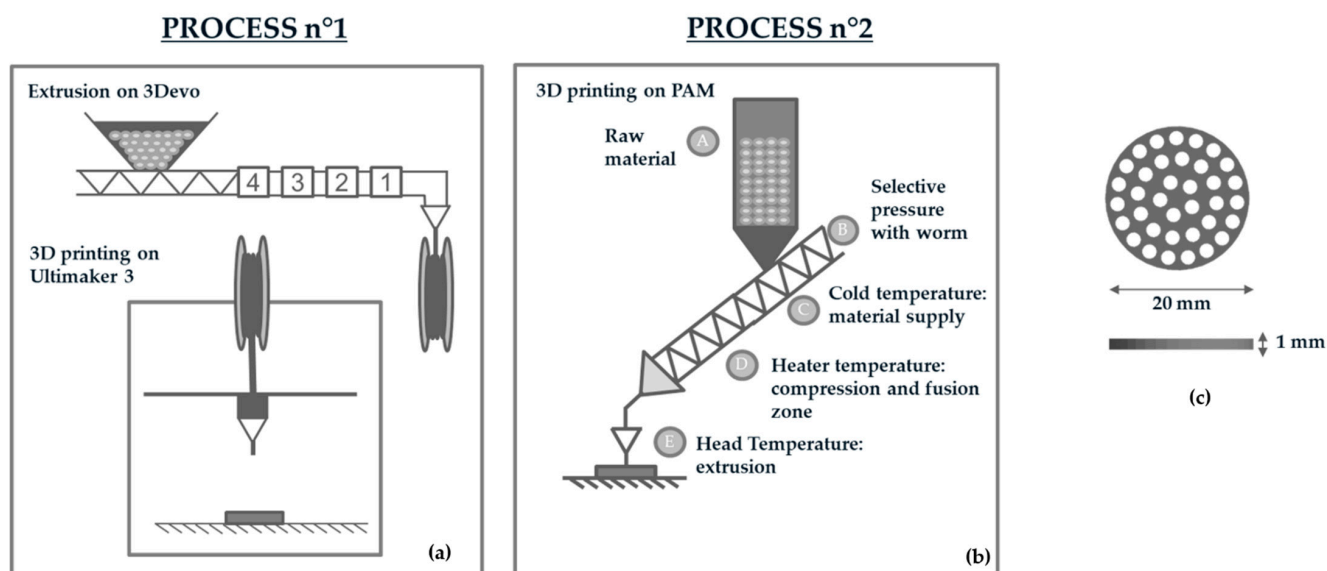 PROCESS n°1
Extrusion on 3Devo
4 3 2 1
3D printing on
Ultimaker 3
(a)
PROCESS n°2
3D printing on PAM
Raw
material
A
Selective
pressure
with worm
B
Cold temperature:
material supply
C
D
Heater temperature:
compression and fusion
zone
E
Head Temperature:
extrusion
(b)
20 mm
1 mm
(c)